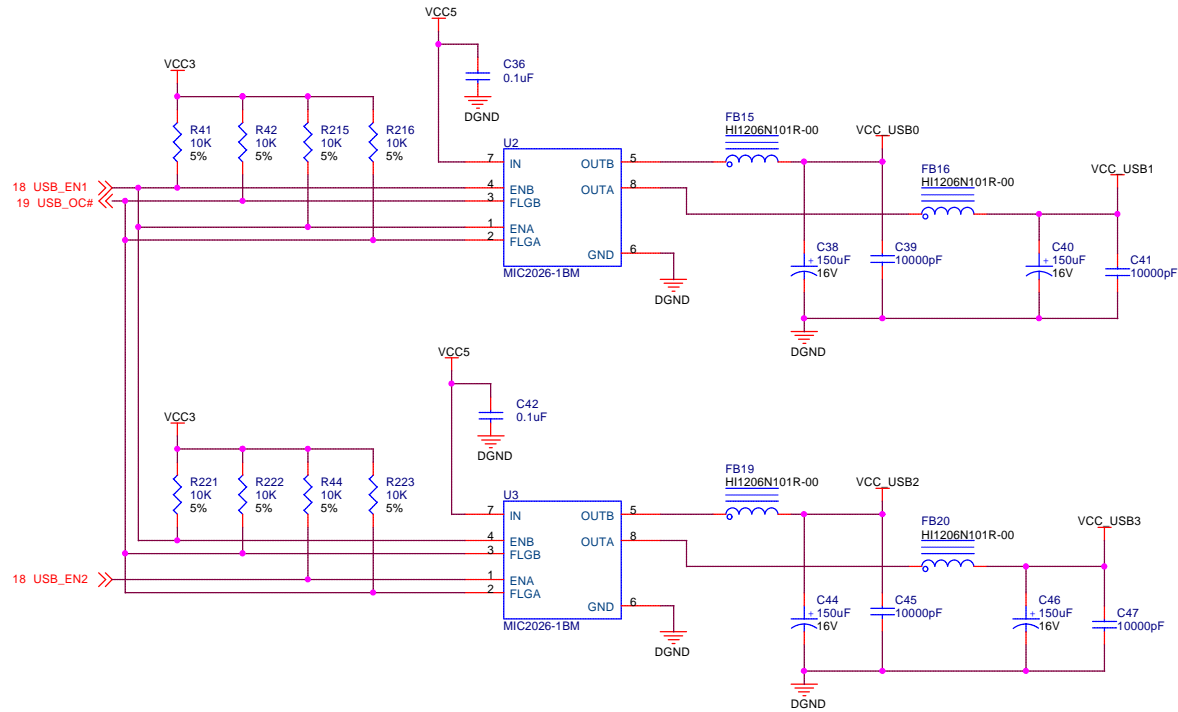 VCC5
C36
0.1uF
DGND
VCC3
R41
10K
5%
R42
10K
5%
R215
10K
5%
R216
10K
5%
18 USB_EN1
19 USB_OC#
U2
7 IN
4 ENB
3 FLGB
1 ENA
2 FLGA
OUTB 5
OUTA 8
GND 6
MIC2026-1BM
DGND
FB15
HI1206N101R-00
VCC_USB0
FB16
HI1206N101R-00
VCC_USB1
C38
+ 150uF
16V
C39
10000pF
C40
+ 150uF
16V
C41
10000pF
DGND
VCC5
C42
0.1uF
DGND
VCC3
R221
10K
5%
R222
10K
5%
R44
10K
5%
R223
10K
5%
18 USB_EN2
U3
7 IN
4 ENB
3 FLGB
1 ENA
2 FLGA
OUTB 5
OUTA 8
GND 6
MIC2026-1BM
DGND
FB19
HI1206N101R-00
VCC_USB2
FB20
HI1206N101R-00
VCC_USB3
C44
+ 150uF
16V
C45
10000pF
C46
+ 150uF
16V
C47
10000pF
DGND